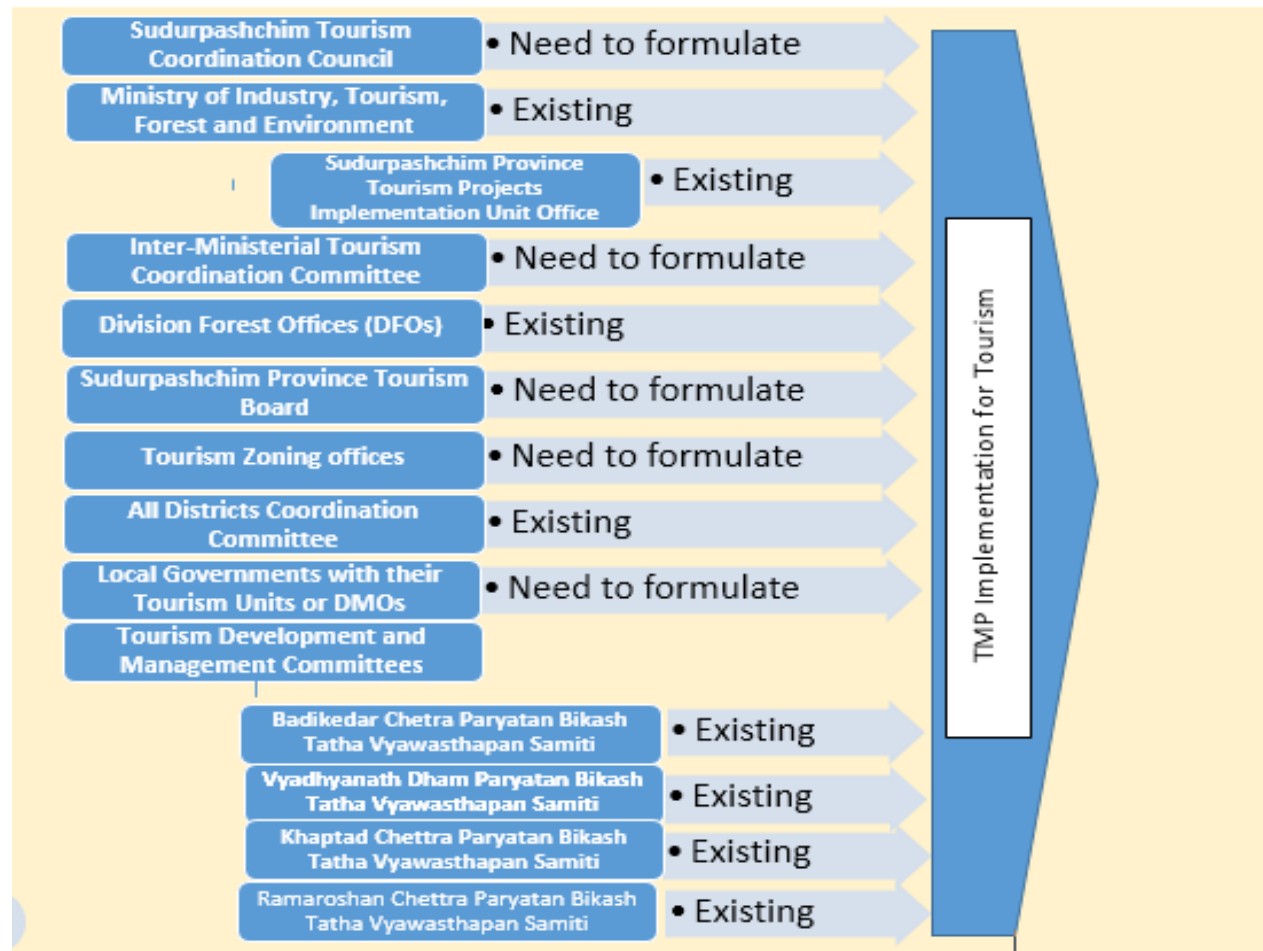 Sudurpashchim Tourism
Coordination Council
• Need to formulate
Ministry of Industry, Tourism,
Forest and Environment
• Existing
Sudurpashchim Province
Tourism Projects
Implementation Unit Office
• Existing
Inter-Ministerial Tourism
Coordination Committee
• Need to formulate
Division Forest Offices (DFOs)
• Existing
Sudurpashchim Province Tourism
Board
• Need to formulate
Tourism Zoning offices
• Need to formulate
All Districts Coordination
Committee
• Existing
Local Governments with their
Tourism Units or DMOs
• Need to formulate
Tourism Development and
Management Committees
Badikedar Chetra Paryatan Bikash
Tatha Vyawasthapan Samiti
• Existing
Vyadhyanath Dham Paryatan Bikash
Tatha Vyawasthapan Samiti
• Existing
Khaptad Chettra Paryatan Bikash
Tatha Vyawasthapan Samiti
• Existing
Ramaroshan Chettra Paryatan Bikash
Tatha Vyawasthapan Samiti
• Existing
TMP Implementation for Tourism